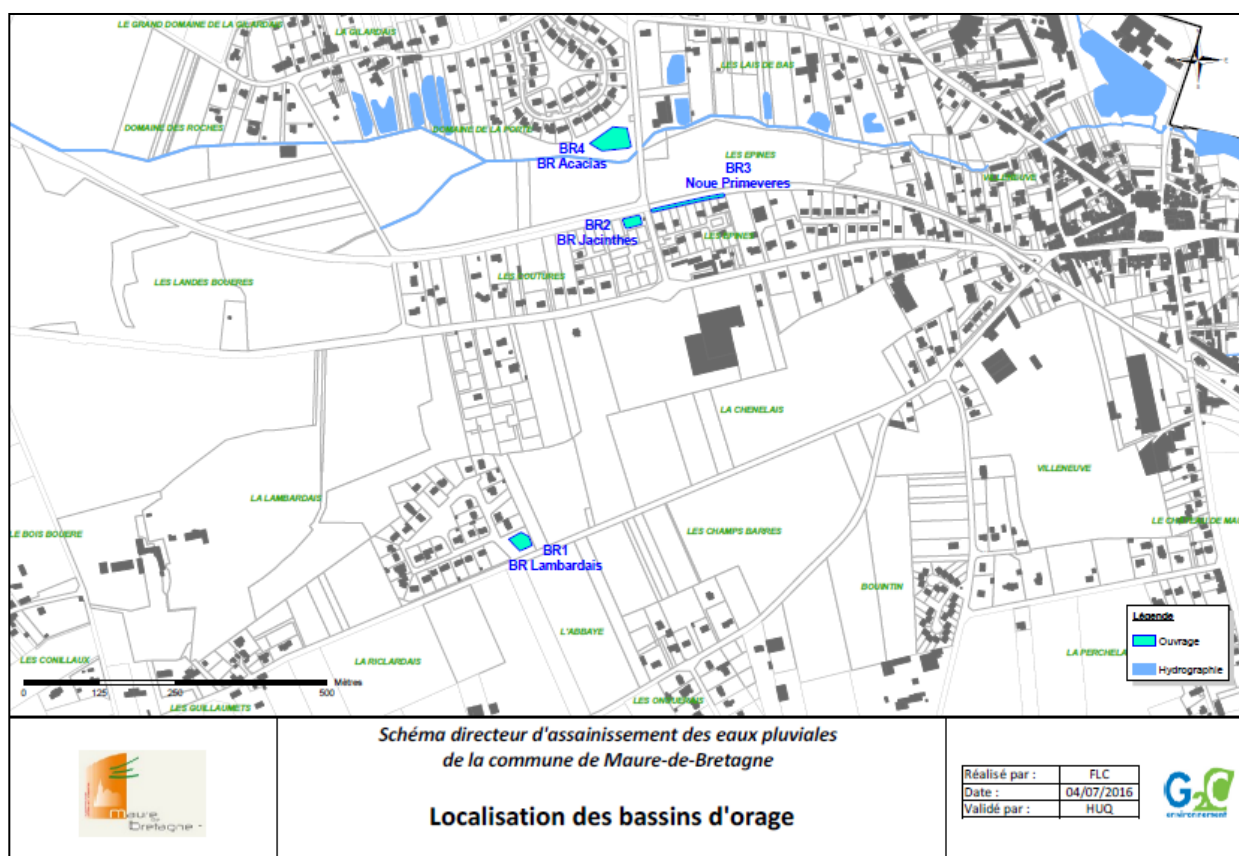 LE GRAND DOMAINE DE LA GILARDAIS
LA GILARDAIS
LES LAIS DE BAS
DOMAINE DES ROCHES
DOMAINE DE LA PORTE
BR4
BR Acacias
LES EPINES
BR3
Noue Primeveres
VILLENEUVE
BR2
BR Jacinthes
LES EPINES
LES LANDES BOUERES
LES COUTURES
LA CHENELAIS
VILLENEUVE
LA LAMBARDAIS
LE BOIS BOUERE
LES CHAMPS BARRES
BR1
BR Lambardais
BOUINTIN
L'ABBAYE
LES CONILLAUX
LA RICLARDAIS
LA PERCHELA
LES GUILLAUMETS
0 125 250 500 Mètres
Légende
Ouvrage
Hydrographie
Schéma directeur d'assainissement des eaux pluviales
de la commune de Maure-de-Bretagne
Localisation des bassins d'orage
maure
bretagne
Réalisé par : FLC
Date : 04/07/2016
Validé par : HUQ
G2C
environnement